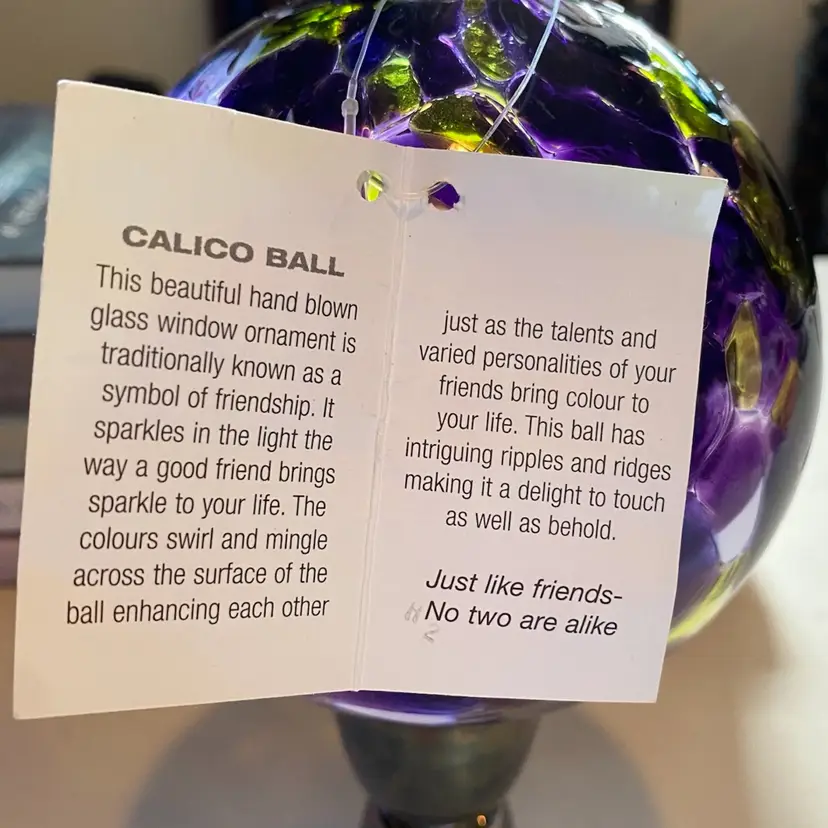 CALICO BALL
This beautiful hand blown
glass window ornament is
traditionally known as a
symbol of friendship. It
sparkles in the light the
way a good friend brings
sparkle to your life. The
colours swirl and mingle
across the surface of the
ball enhancing each other
just as the talents and
varied personalities of your
friends bring colour to
your life. This ball has
intriguing ripples and ridges
making it a delight to touch
as well as behold.
Just like friends-
No two are alike